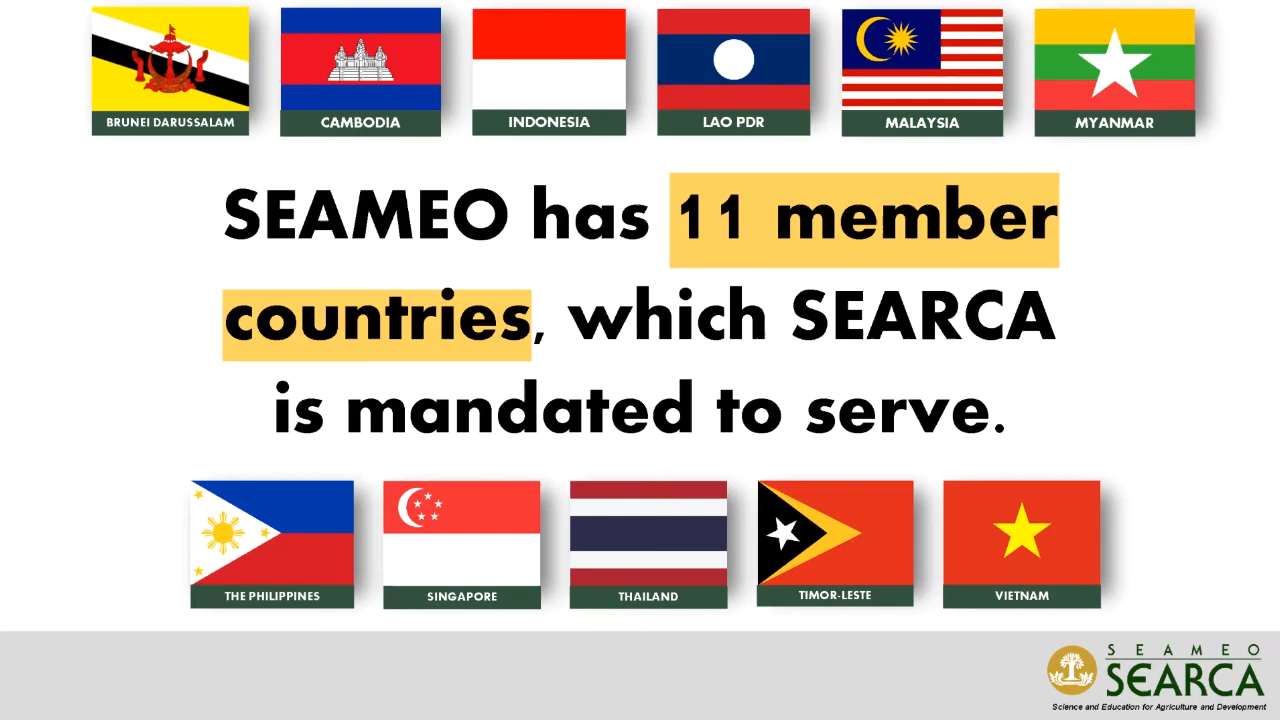 BRUNEI DARUSSALAM
CAMBODIA
INDONESIA
LAO PDR
MALAYSIA
MYANMAR
SEAMEO has 11 member
countries, which SEARCA
is mandated to serve.
THE PHILIPPINES
SINGAPORE
THAILAND
TIMOR-LESTE
VIETNAM
SEAMEO
SEARCA
Science and Education for Agriculture and Development